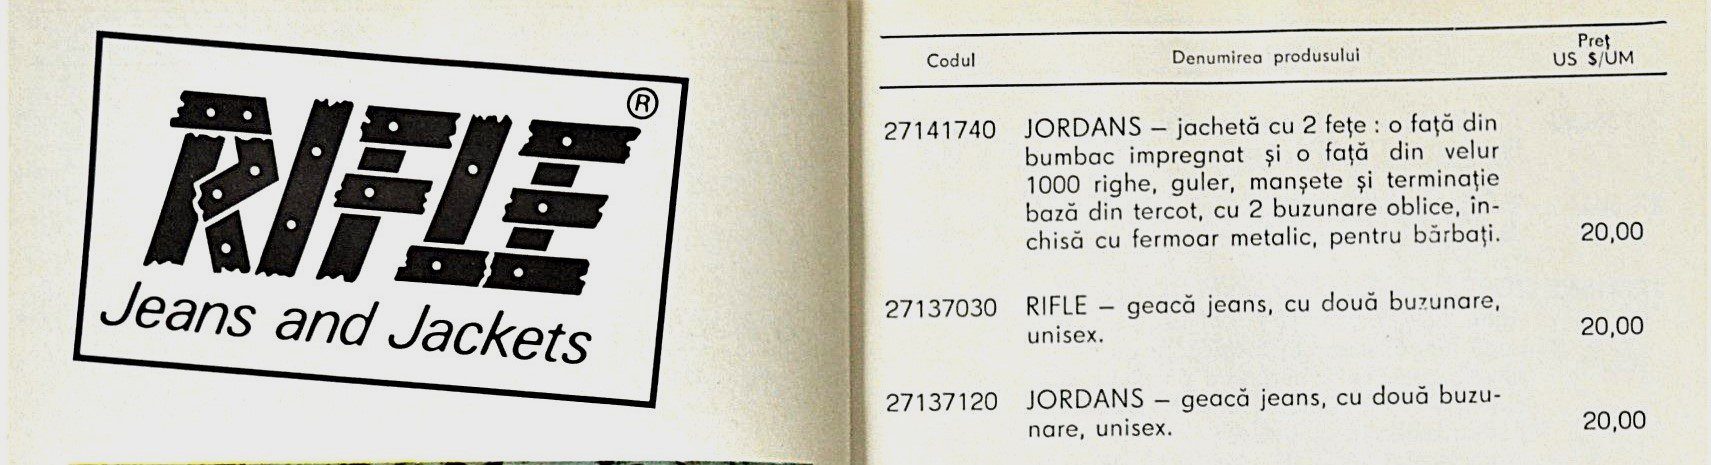 RIFLE ®
Jeans and Jackets
Codul Denumirea produsului Preț US $/UM
27141740 JORDANS – jachetă cu 2 fețe : o față din
bumbac impregnat și o față din velur
1000 righe, guler, manșete și terminație
bază din tercot, cu 2 buzunare oblice, în-
chisă cu fermoar metalic, pentru bărbați. 20,00
27137030 RIFLE – geacă jeans, cu două buzunare,
unisex. 20,00
27137120 JORDANS – geacă jeans, cu două buzu-
nare, unisex. 20,00